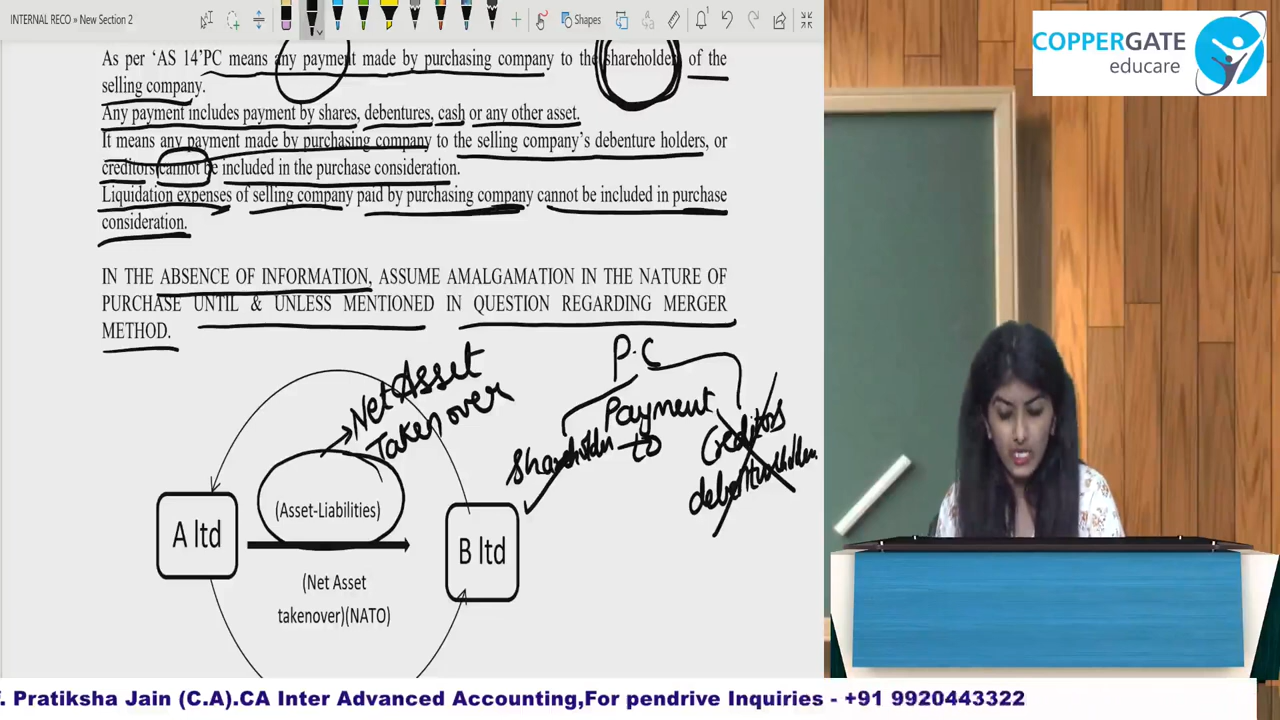 INTERNAL RECO » New Section 2
Shapes
COPPERGATE
educare
As per ‘AS 14’PC means any payment made by purchasing company to the shareholder of the
selling company.
Any payment includes payment by shares, debentures, cash or any other asset.
It means any payment made by purchasing company to the selling company’s debenture holders, or
creditors cannot be included in the purchase consideration.
Liquidation expenses of selling company paid by purchasing company cannot be included in purchase
consideration.
IN THE ABSENCE OF INFORMATION, ASSUME AMALGAMATION IN THE NATURE OF
PURCHASE UNTIL & UNLESS MENTIONED IN QUESTION REGARDING MERGER
METHOD.
P.C
Net Asset
Taken over
Payment
to
Shareholder
Creditors
debentureholder
(Asset-Liabilities)
A ltd
B ltd
(Net Asset
takenover)(NATO)
. Pratiksha Jain (C.A).CA Inter Advanced Accounting,For pendrive Inquiries - +91 9920443322